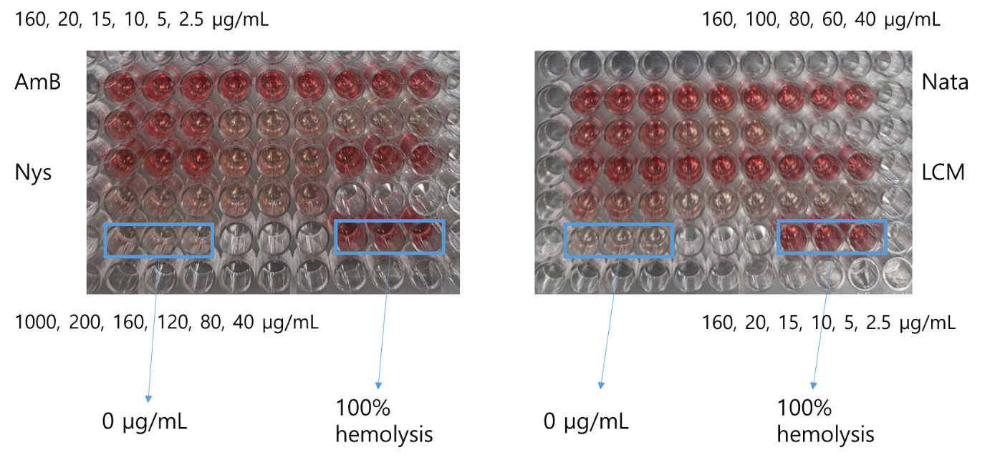 160, 20, 15, 10, 5, 2.5 µg/mL
160, 100, 80, 60, 40 µg/mL
AmB
Nata
Nys
LCM
1000, 200, 160, 120, 80, 40 µg/mL
160, 20, 15, 10, 5, 2.5 µg/mL
0 µg/mL
100%
hemolysis
0 µg/mL
100%
hemolysis